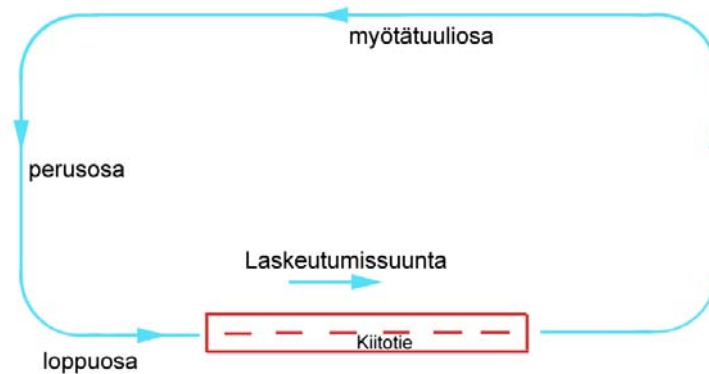 myötätuuliosa
perusosa
Laskeutumissuunta
Kiitotie
loppuosa